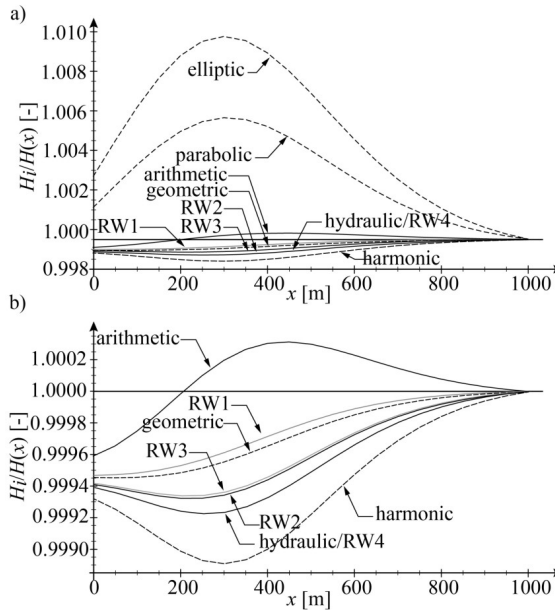 a)
1.010
1.008
1.006
1.004
1.002
1.000
0.998
Hi/H(x) [-]
elliptic
parabolic
arithmetic
geometric
RW2
RW1
RW3
hydraulic/RW4
harmonic
0 200 400 600 800 1000
x [m]
b)
arithmetic
1.0002
1.0000
0.9998
0.9996
0.9994
0.9992
0.9990
Hi/H(x) [-]
RW1
geometric
RW3
RW2
harmonic
hydraulic/RW4
0 200 400 600 800 1000
x [m]